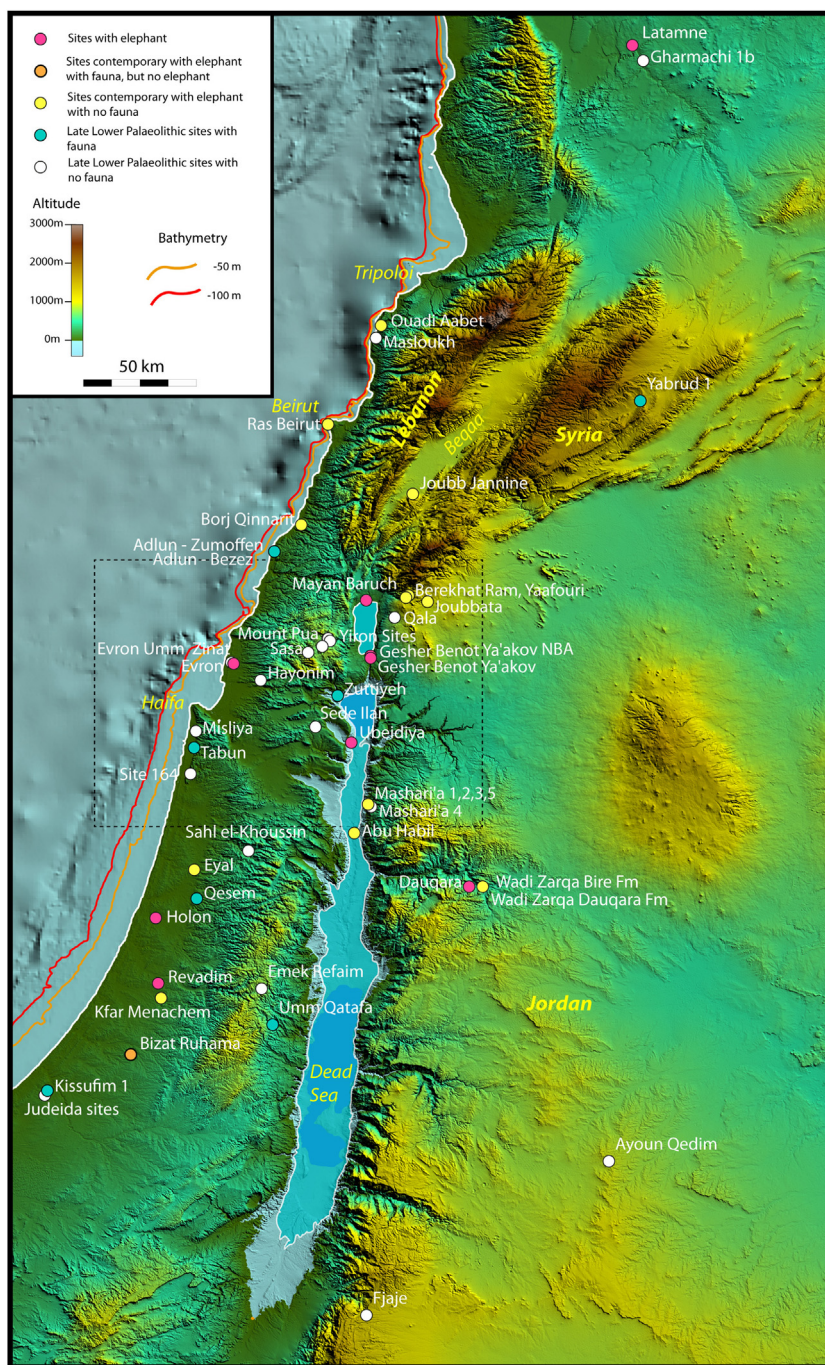 Sites with elephant
Sites contemporary with elephant
with fauna, but no elephant
Sites contemporary with elephant
with no fauna
Late Lower Palaeolithic sites with
fauna
Late Lower Palaeolithic sites with
no fauna
Altitude
3000m
2000m
1000m
0m
Bathymetry
-50 m
-100 m
50 km
Latamne
Gharmachi 1b
Tripoloi
Ouadi Aabet
Masloukh
Lebanon
Beqaa
Yabrud 1
Syria
Beirut
Ras Beirut
Joubb Jannine
Borj Qinnarit
Adlun - Zumoffen
Adlun - Bezez
Mayan Baruch
Berekhat Ram, Yaafouri
Joubbata
Qala
Mount Pua
Yiron Sites
Sasa
Evron Umm Zinat
Evron
Gesher Benot Ya'akov NBA
Gesher Benot Ya'akov
Hayonim
Zuttiyeh
Haifa
Sede Ilan
Misliya
Ubeidiya
Tabun
Site 164
Mashari'a 1,2,3,5
Mashari'a 4
Abu Habil
Sahl el-Khoussin
Eyal
Qesem
Dauqara
Wadi Zarqa Bire Fm
Wadi Zarqa Dauqara Fm
Holon
Revadim
Emek Refaim
Kfar Menachem
Jordan
Umm Qatafa
Bizat Ruhama
Dead
Sea
Kissufim 1
Judeida sites
Ayoun Qedim
Fjaje